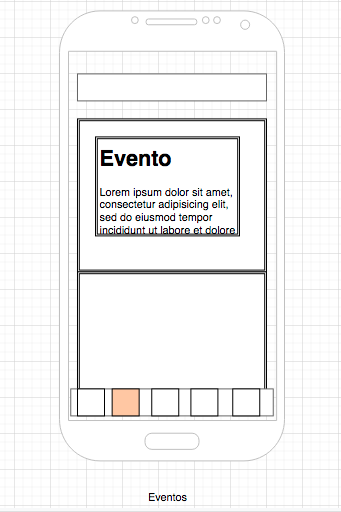 Evento
Lorem ipsum dolor sit amet,
consectetur adipisicing elit,
sed do eiusmod tempor
incididunt ut labore et dolore
Eventos